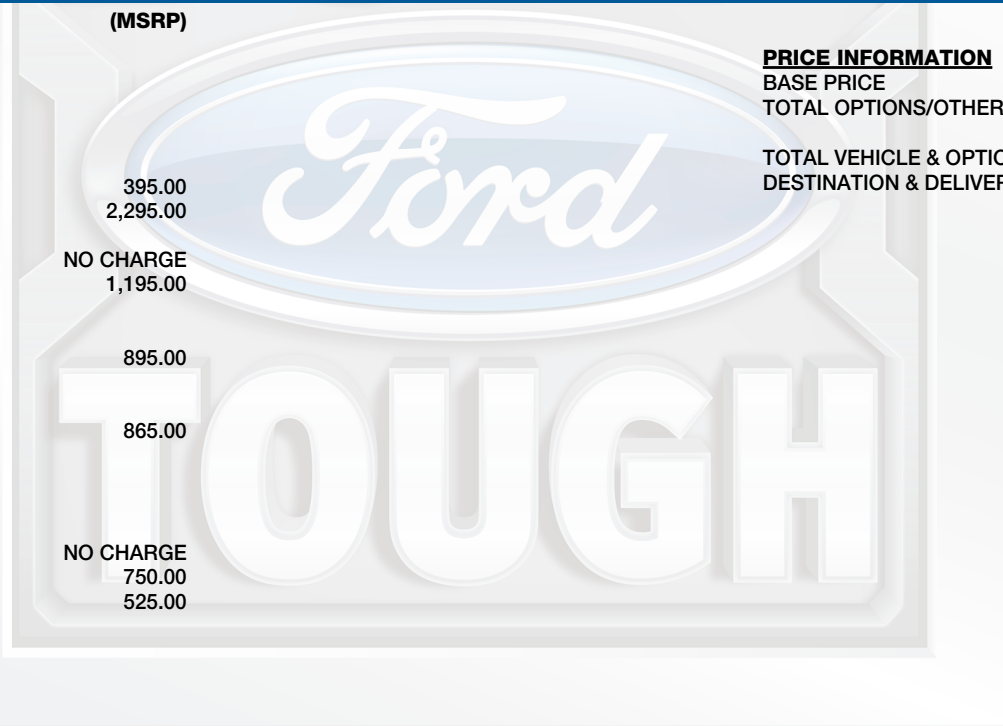 (MSRP)
395.00
2,295.00
NO CHARGE
1,195.00
895.00
865.00
NO CHARGE
750.00
525.00
PRICE INFORMATION
BASE PRICE
TOTAL OPTIONS/OTHER
TOTAL VEHICLE & OPTIO
DESTINATION & DELIVER
Ford
TOUGH